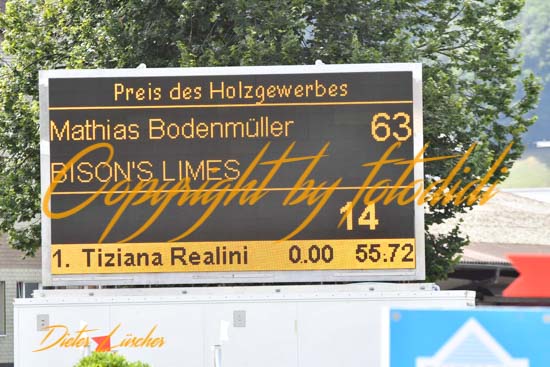 Preis des Holzgewerbes
Mathias Bodenmüller 63
BISON'S LIMES
Copyright by fotodidi
14
1. Tiziana Realini 0.00 55.72
Dieter Lüscher